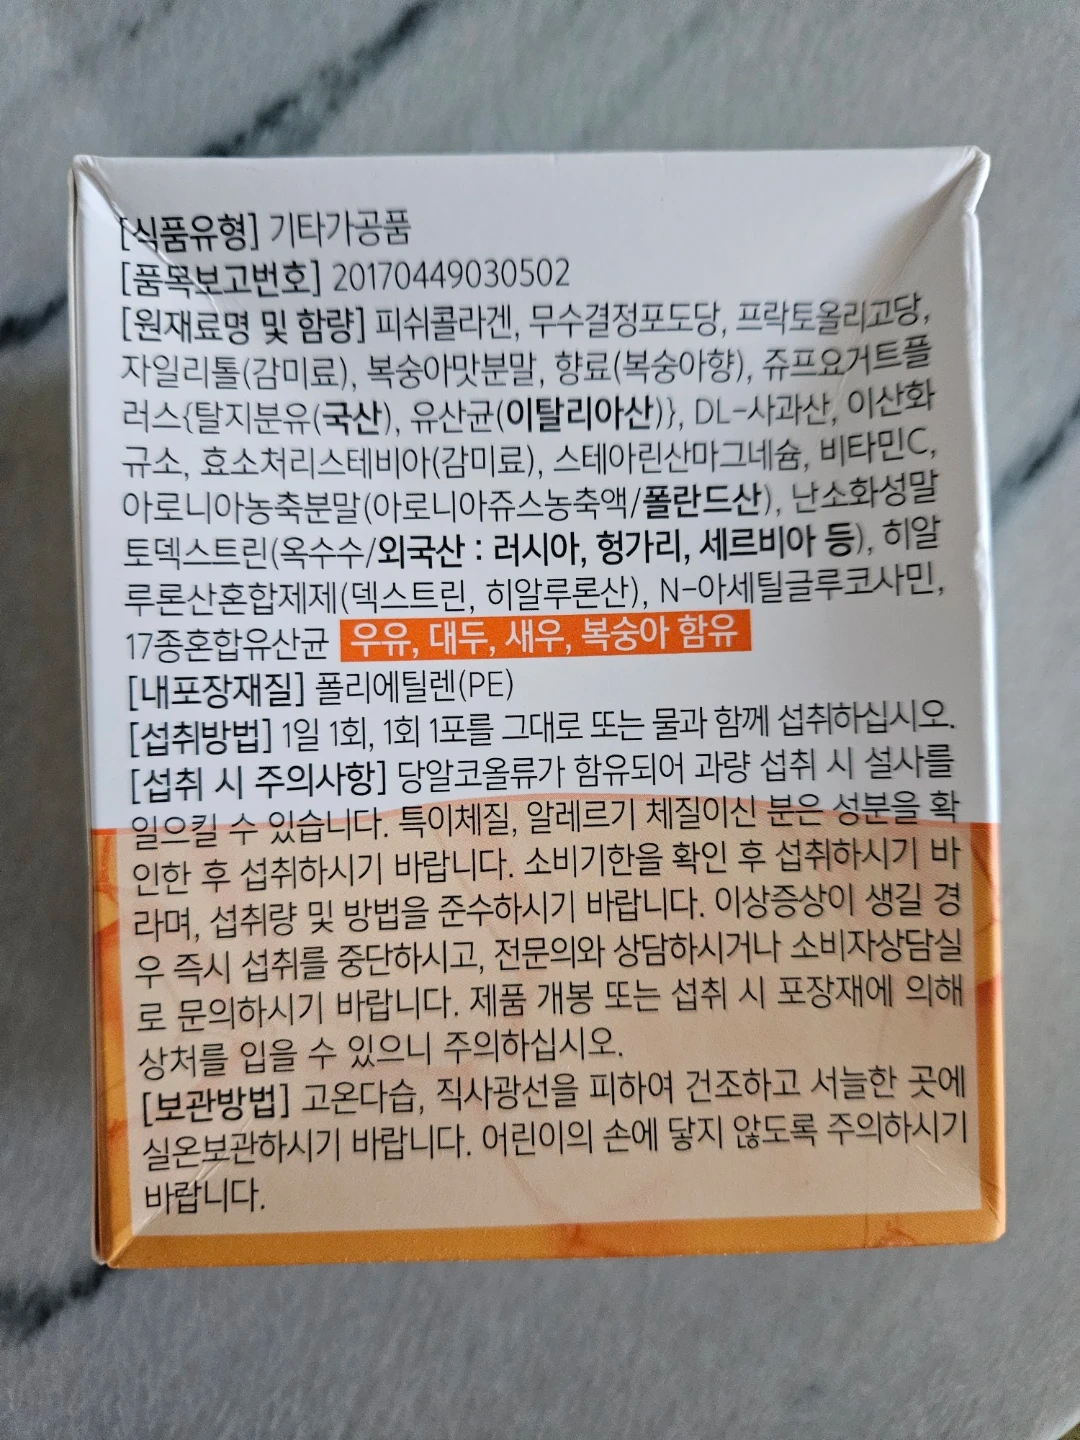 [식품유형] 기타가공품
[품목보고번호] 20170449030502
[원재료명 및 함량] 피쉬콜라겐, 무수결정포도당, 프락토올리고당,
자일리톨(감미료), 복숭아맛분말, 향료(복숭아향), 쥬프요거트플
러스{탈지분유(국산), 유산균(이탈리아산)}, DL-사과산, 이산화
규소, 효소처리스테비아(감미료), 스테아린산마그네슘, 비타민C,
아로니아농축분말(아로니아쥬스농축액/폴란드산), 난소화성말
토덱스트린(옥수수/외국산 : 러시아, 헝가리, 세르비아 등), 히알
루론산혼합제제(덱스트린, 히알루론산), N-아세틸글루코사민,
17종혼합유산균 우유, 대두, 새우, 복숭아 함유
[내포장재질] 폴리에틸렌(PE)
[섭취방법] 1일 1회, 1회 1포를 그대로 또는 물과 함께 섭취하십시오.
[섭취 시 주의사항] 당알코올류가 함유되어 과량 섭취 시 설사를
일으킬 수 있습니다. 특이체질, 알레르기 체질이신 분은 성분을 확
인한 후 섭취하시기 바랍니다. 소비기한을 확인 후 섭취하시기 바
라며, 섭취량 및 방법을 준수하시기 바랍니다. 이상증상이 생길 경
우 즉시 섭취를 중단하시고, 전문의와 상담하시거나 소비자상담실
로 문의하시기 바랍니다. 제품 개봉 또는 섭취 시 포장재에 의해
상처를 입을 수 있으니 주의하십시오.
[보관방법] 고온다습, 직사광선을 피하여 건조하고 서늘한 곳에
실온보관하시기 바랍니다. 어린이의 손에 닿지 않도록 주의하시기
바랍니다.